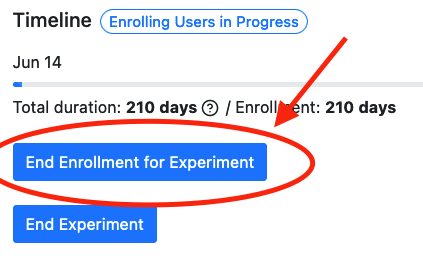 Timeline Enrolling Users in Progress
Jun 14
Total duration: 210 days ? / Enrollment: 210 days
End Enrollment for Experiment
End Experiment